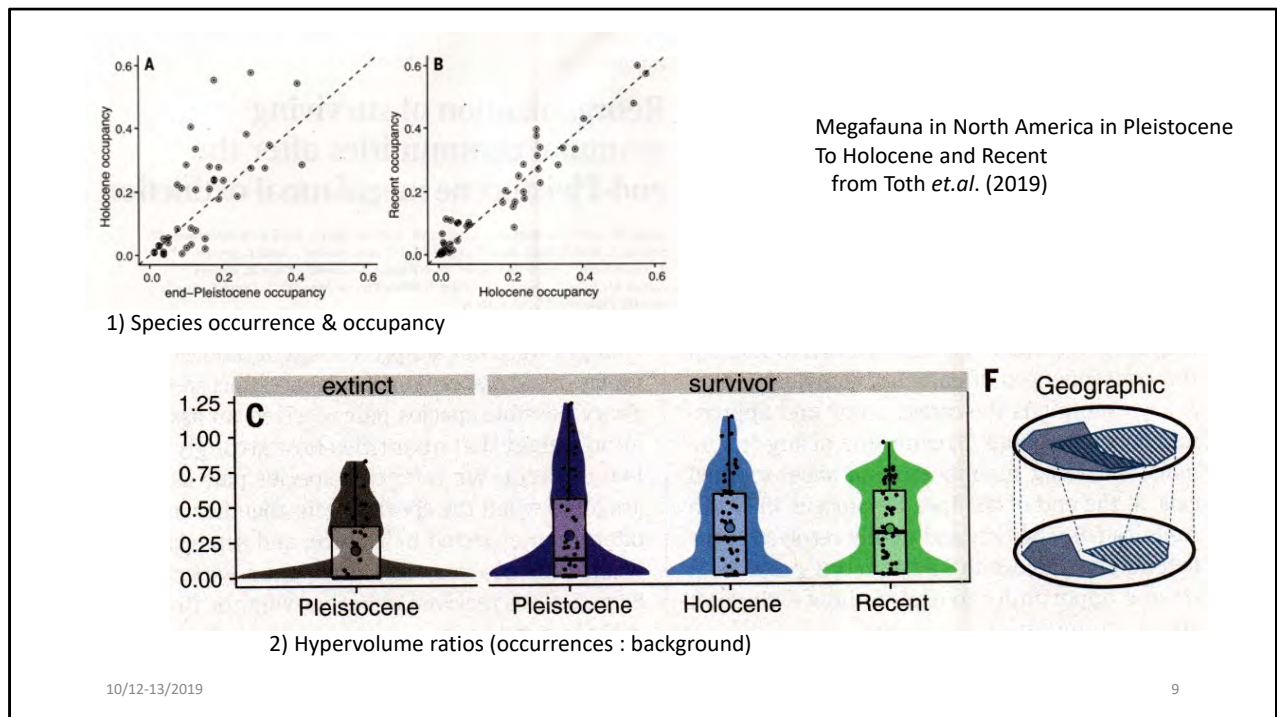 A
B
0.6
0.4
0.2
0.0
Holocene occupancy
0.0
0.2
0.4
0.6
end–Pleistocene occupancy
0.6
0.4
0.2
0.0
Recent occupancy
0.0
0.2
0.4
0.6
Holocene occupancy
Megafauna in North America in Pleistocene
To Holocene and Recent
from Toth et.al. (2019)
1) Species occurrence & occupancy
extinct
survivor
C
1.25
1.00
0.75
0.50
0.25
0.00
Pleistocene
Pleistocene
Holocene
Recent
F
Geographic
2) Hypervolume ratios (occurrences : background)
10/12-13/2019
9